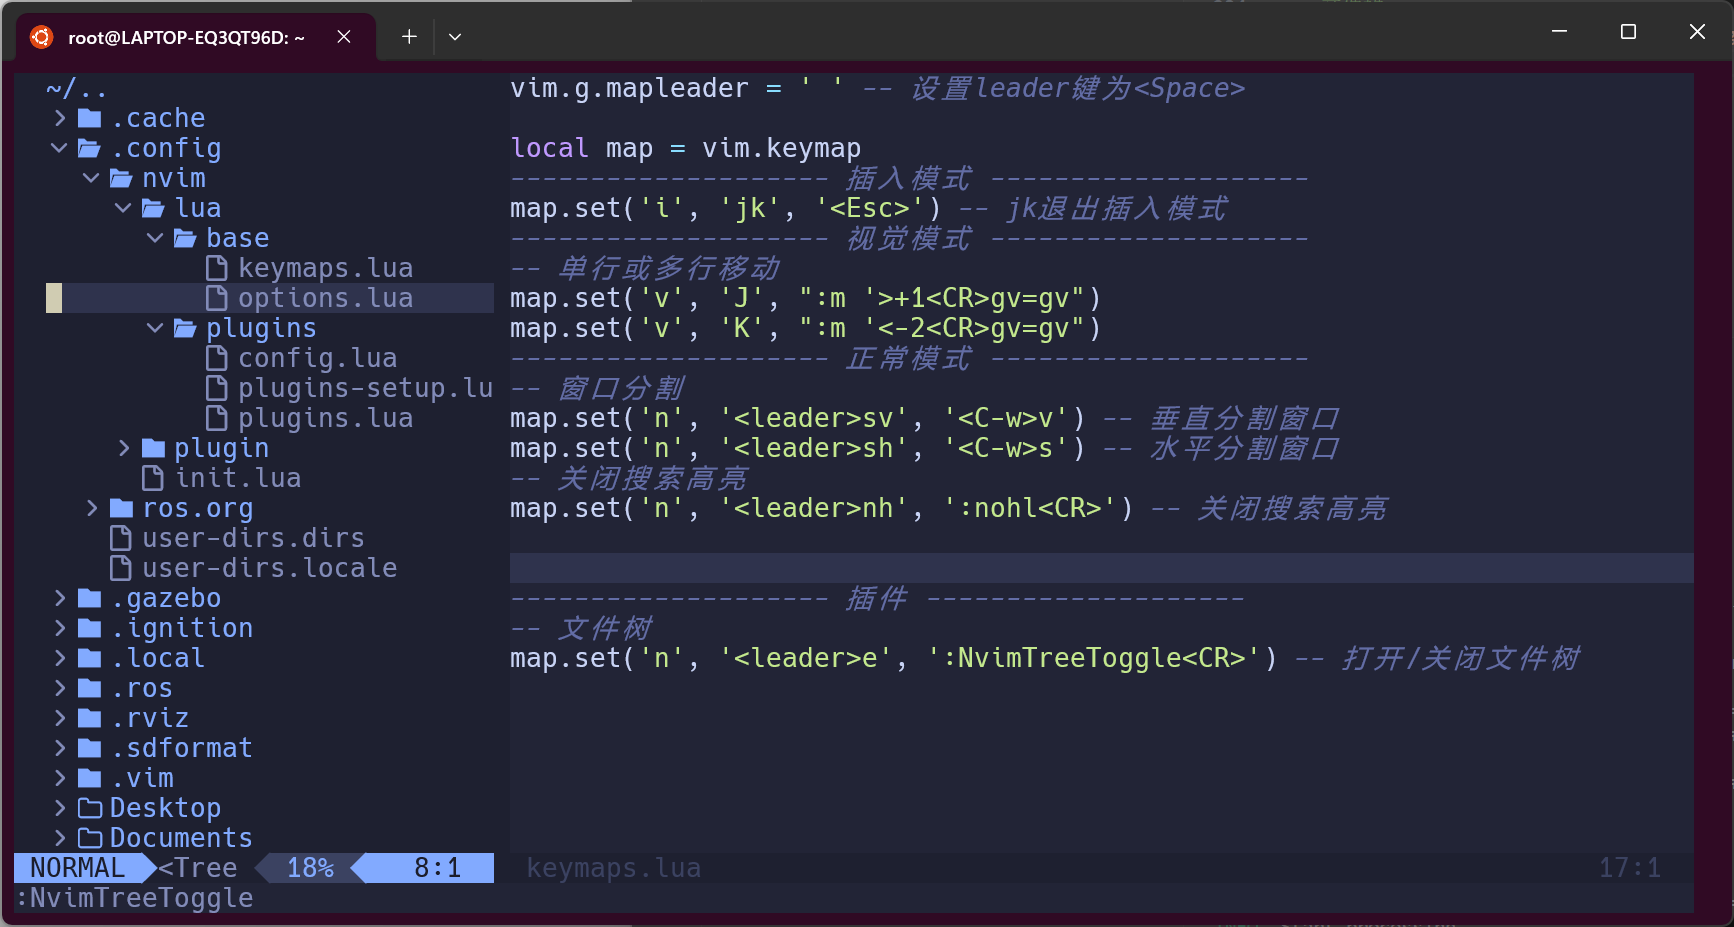 root@LAPTOP-EQ3QT96D: ~
~/..
.cache
.config
nvim
lua
base
keymaps.lua
options.lua
plugins
config.lua
plugins-setup.lu
plugins.lua
plugin
init.lua
ros.org
user-dirs.dirs
user-dirs.locale
.gazebo
.ignition
.local
.ros
.rviz
.sdformat
.vim
Desktop
Documents
NORMAL <Tree 18% 8:1
vim.g.mapleader = ' ' -- 设置leader键为<Space>
local map = vim.keymap
-------------------- 插入模式 --------------------
map.set('i', 'jk', '<Esc>') -- jk退出插入模式
-------------------- 视觉模式 --------------------
-- 单行或多行移动
map.set('v', 'J', ":m '>+1<CR>gv=gv")
map.set('v', 'K', ":m '<-2<CR>gv=gv")
-------------------- 正常模式 --------------------
-- 窗口分割
map.set('n', '<leader>sv', '<C-w>v') -- 垂直分割窗口
map.set('n', '<leader>sh', '<C-w>s') -- 水平分割窗口
-- 关闭搜索高亮
map.set('n', '<leader>nh', ':nohl<CR>') -- 关闭搜索高亮
-------------------- 插件 --------------------
-- 文件树
map.set('n', '<leader>e', ':NvimTreeToggle<CR>') -- 打开/关闭文件树
keymaps.lua 17:1
:NvimTreeToggle